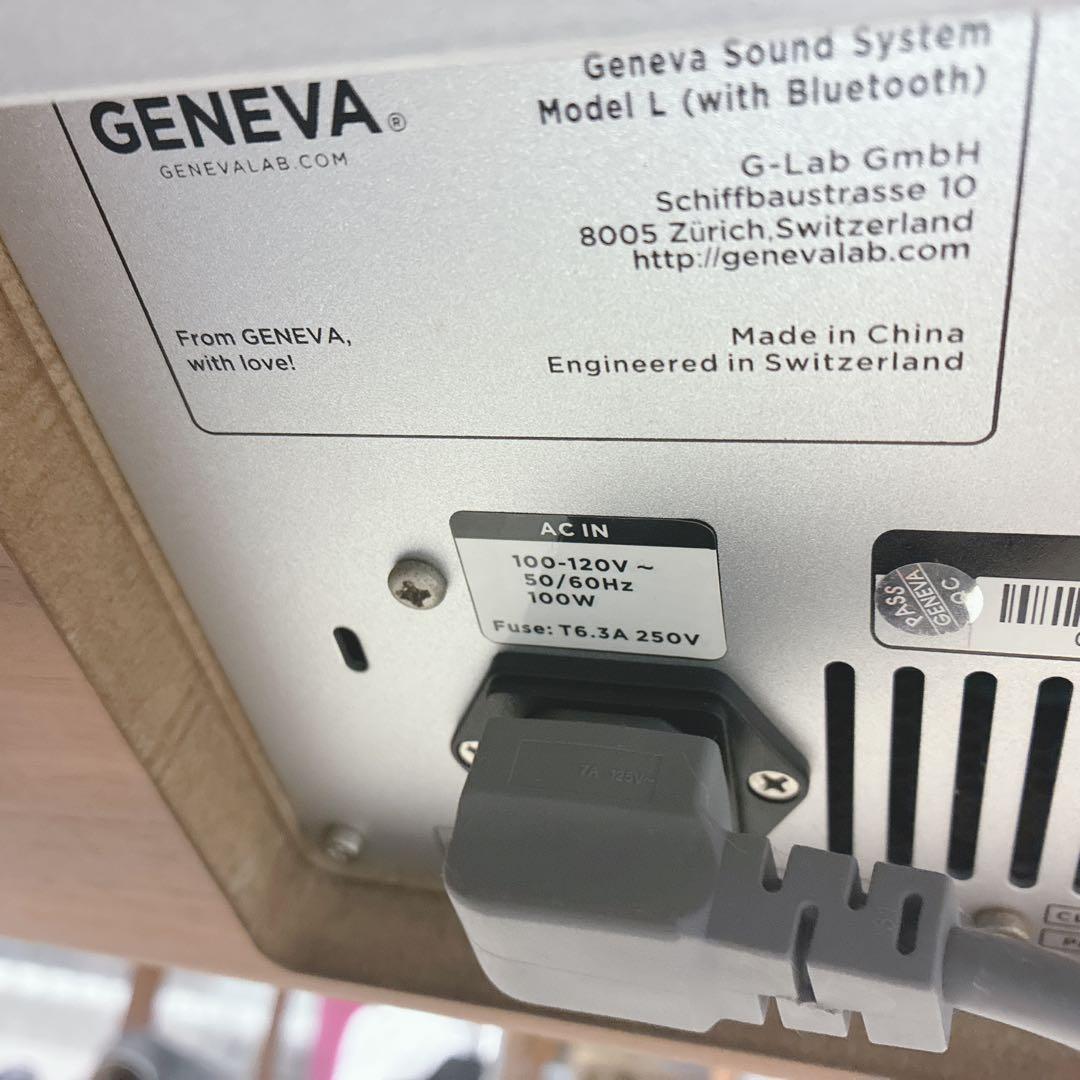 GENEVA®
GENEVALAB.COM
Geneva Sound System
Model L (with Bluetooth)
G-Lab GmbH
Schiffbaustrasse 10
8005 Zürich,Switzerland
http://genevalab.com
From GENEVA,
with love!
Made in China
Engineered in Switzerland
AC IN
100-120V ~
50/60Hz
100W
Fuse: T6.3A 250V
PASS
GENEVA
QC
7A 125V~